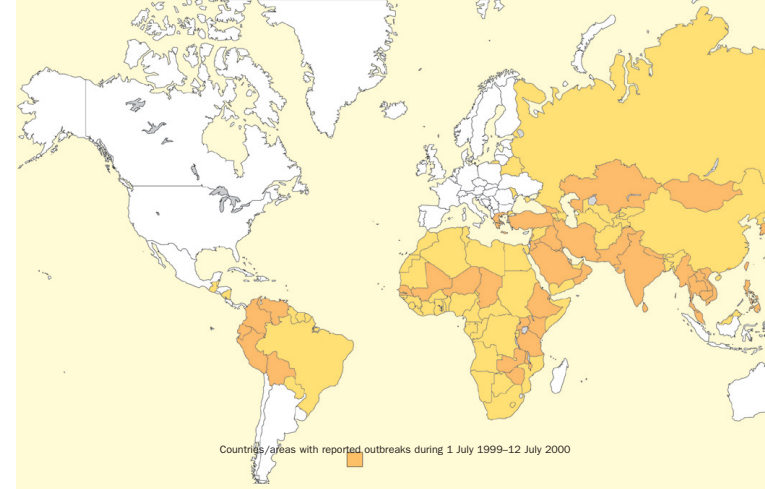 Countries/areas with reported outbreaks during 1 July 1999–12 July 2000